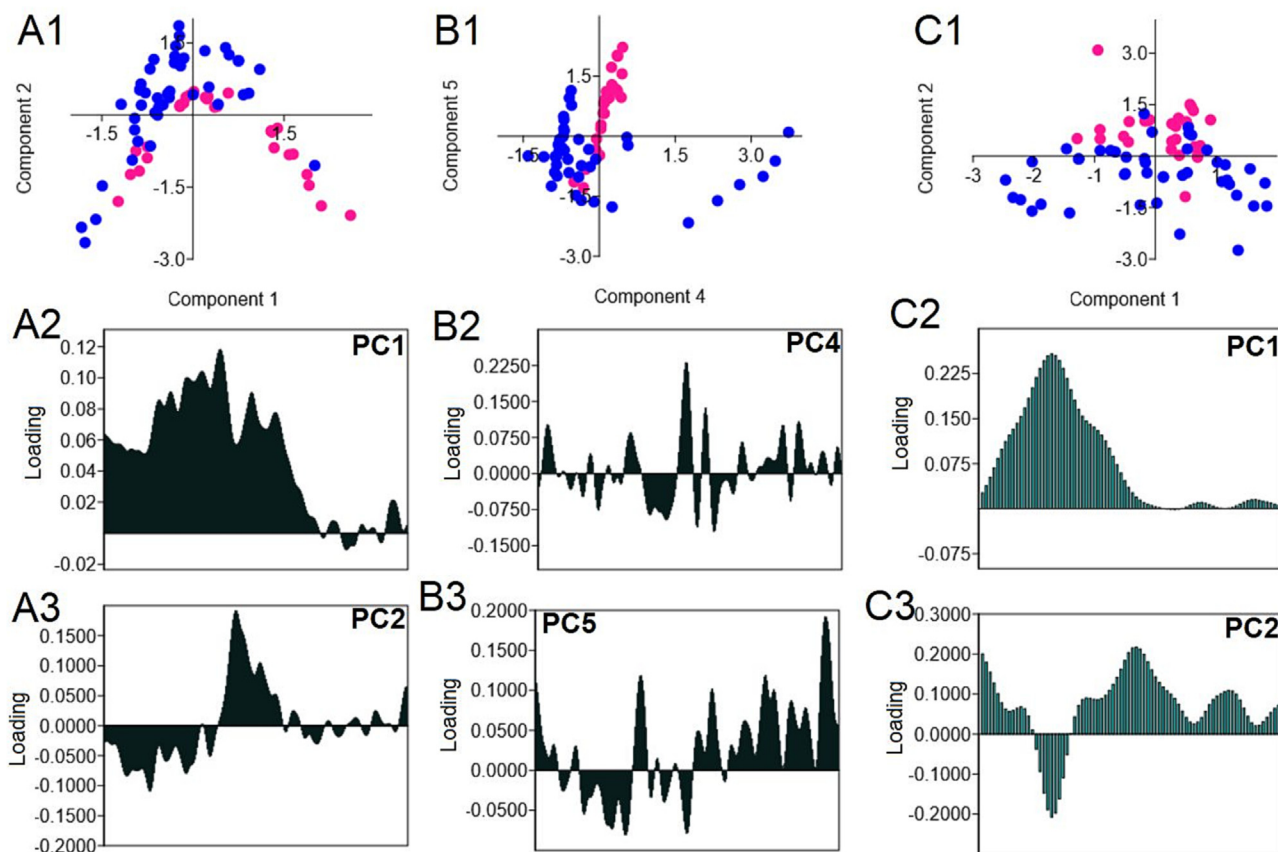 A1
Component 2
1.5
-1.5
1.5
-1.5
-3.0
Component 1
B1
Component 5
1.5
-1.5
1.5
3.0
-1.5
-3.0
Component 4
C1
Component 2
3.0
1.5
-3
-2
-1
1
-1.5
-3.0
Component 1
A2
PC1
Loading
0.12
0.10
0.08
0.06
0.04
0.02
-0.02
B2
PC4
Loading
0.2250
0.1500
0.0750
0.0000
-0.0750
-0.1500
C2
PC1
Loading
0.225
0.150
0.075
-0.075
A3
PC2
Loading
0.1500
0.1000
0.0500
0.0000
-0.0500
-0.1000
-0.1500
-0.2000
B3
PC5
Loading
0.2000
0.1500
0.1000
0.0500
0.0000
-0.0500
C3
PC2
Loading
0.3000
0.2000
0.1000
0.0000
-0.1000
-0.2000